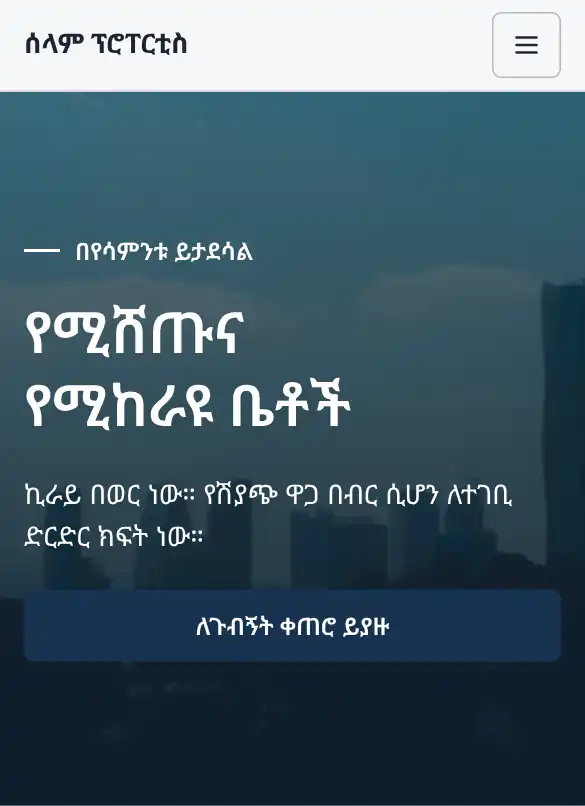 ሰላም ፕሮፐርቲስ
በየሳምንቱ ይታደሳል
የሚሸጡና
የሚከራዩ ቤቶች
ኪራይ በወር ነው። የሽያጭ ዋጋ በብር ሲሆን ለተገቢ
ድርድር ክፍት ነው።
ለጉብኝት ቀጠሮ ይያዙ